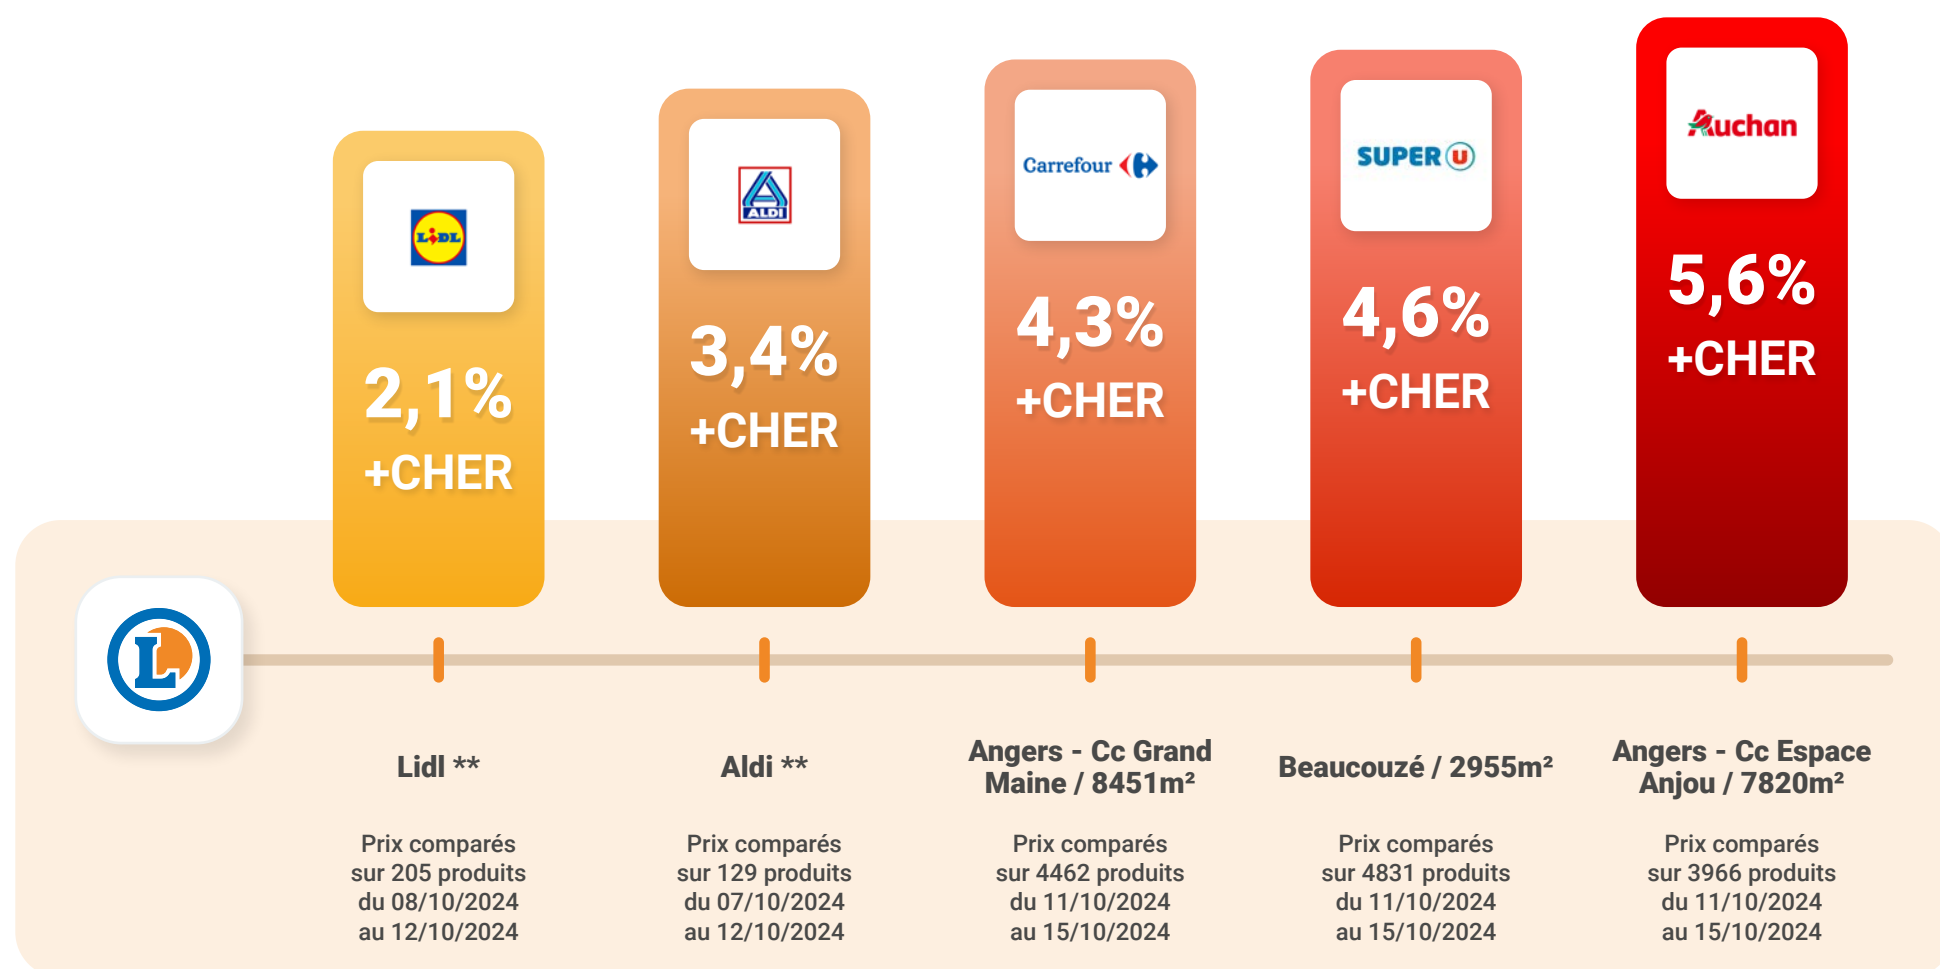 LIDL
2,1%
+CHER
ALDI
3,4%
+CHER
Carrefour
4,3%
+CHER
SUPER U
4,6%
+CHER
Auchan
5,6%
+CHER
L
Lidl **
Prix comparés
sur 205 produits
du 08/10/2024
au 12/10/2024
Aldi **
Prix comparés
sur 129 produits
du 07/10/2024
au 12/10/2024
Angers - Cc Grand
Maine / 8451m²
Prix comparés
sur 4462 produits
du 11/10/2024
au 15/10/2024
Beaucouzé / 2955m²
Prix comparés
sur 4831 produits
du 11/10/2024
au 15/10/2024
Angers - Cc Espace
Anjou / 7820m²
Prix comparés
sur 3966 produits
du 11/10/2024
au 15/10/2024